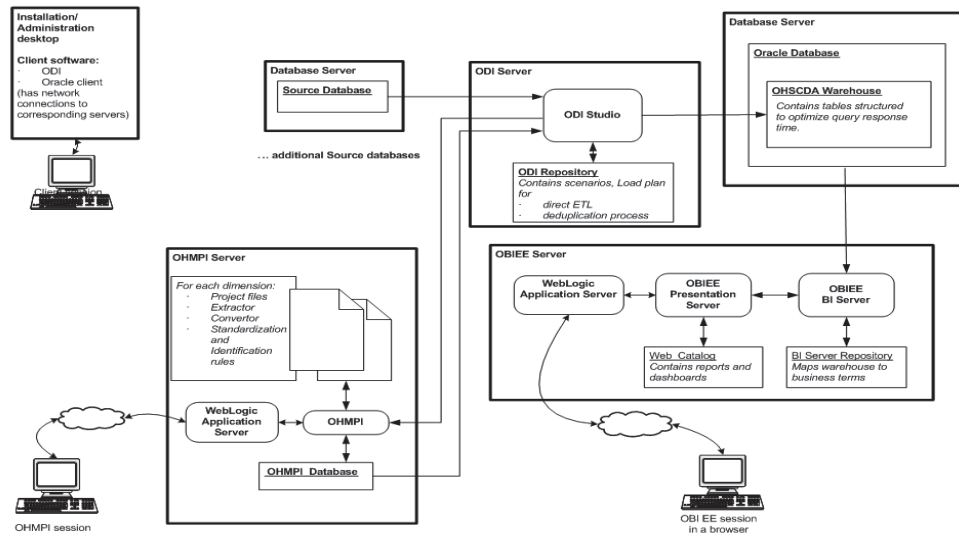 Installation/
Administration
desktop
Client software:
· ODI
· Oracle client
(has network
connections to
corresponding servers)
Database Server
Source Database
... additional Source databases
ODI Server
ODI Studio
ODI Repository
Contains scenarios, Load plan
for
· direct ETL
· deduplication process
Database Server
Oracle Database
OHSCDA Warehouse
Contains tables structured
to optimize query response
time.
OHMPI Server
For each dimension:
· Project files
· Extractor
· Convertor
· Standardization
and
Identification
rules
WebLogic
Application
Server
OHMPI
OHMPI Database
OHMPI session
OBIEE Server
WebLogic
Application Server
OBIEE
Presentation
Server
OBIEE
BI Server
Web Catalog
Contains reports and
dashboards
BI Server Repository
Maps warehouse to
business terms
OBI EE session
in a browser